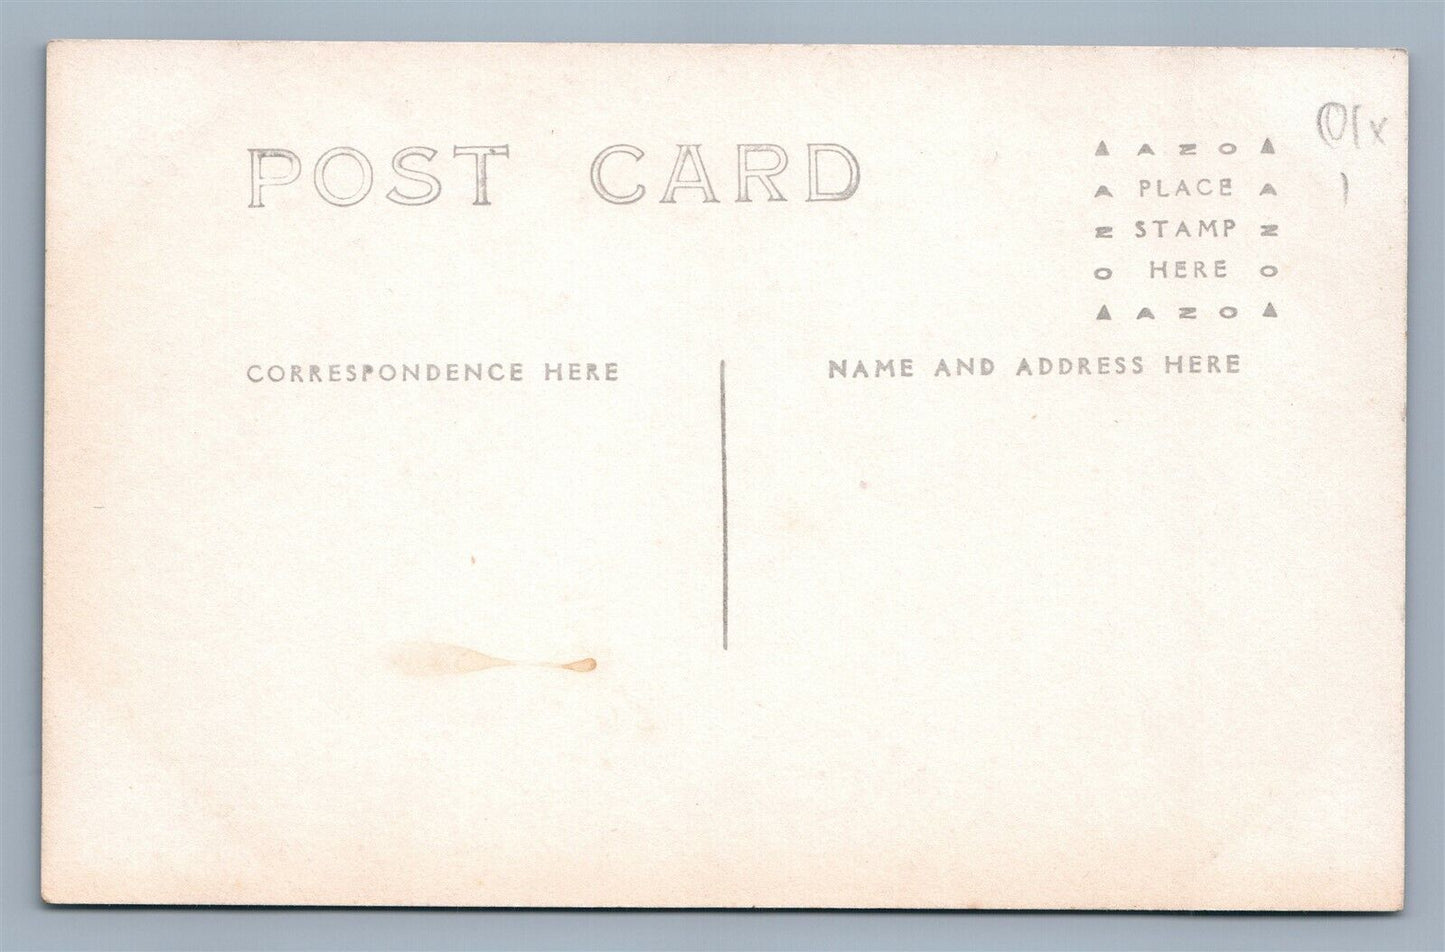 POST CARD
▲ A Z O ▲
A PLACE A
Z STAMP Z
O HERE O
▲ A Z O ▲
CORRESPONDENCE HERE
NAME AND ADDRESS HERE